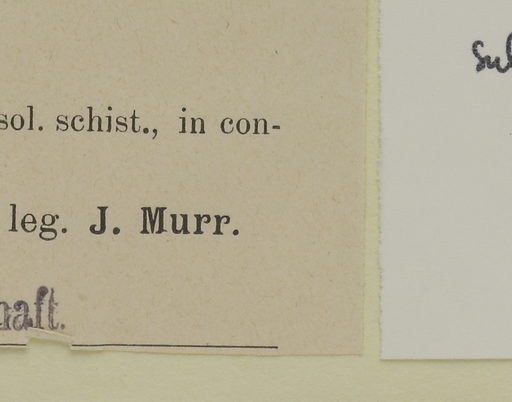 sol. schist., in con-
leg. J. Murr.
haft.